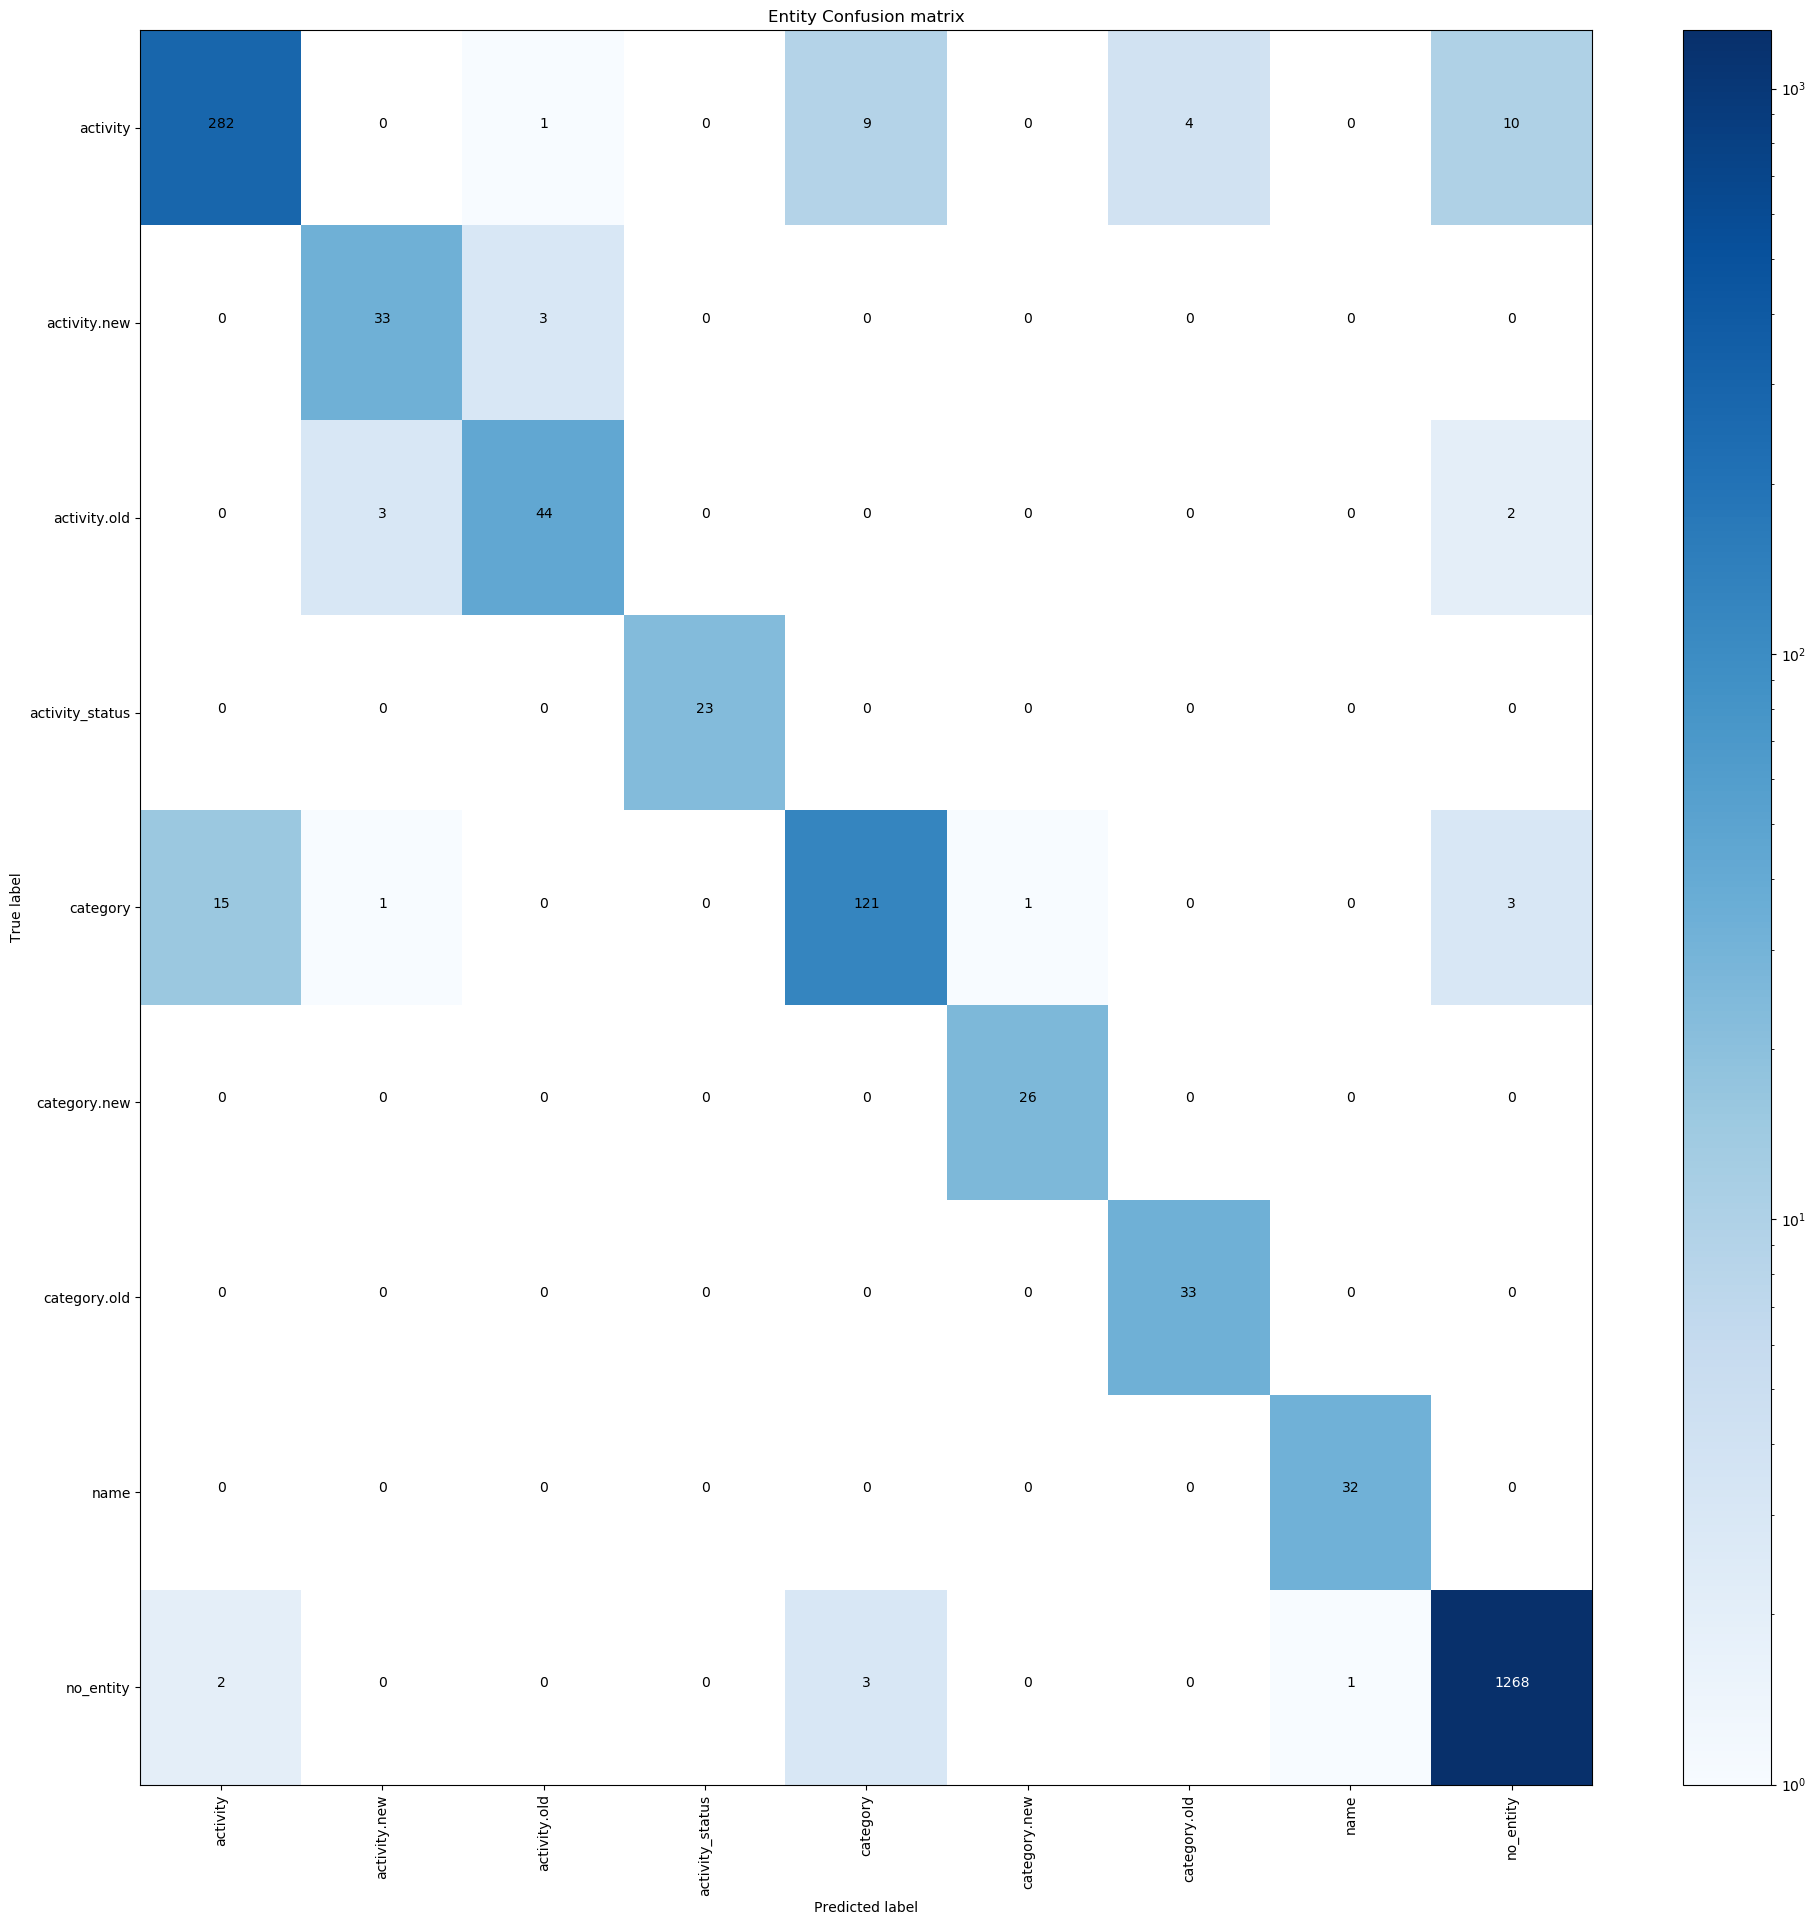 Entity Confusion matrix
activity 282 0 1 0 9 0 4 0 10
activity.new 0 33 3 0 0 0 0 0 0
activity.old 0 3 44 0 0 0 0 0 2
activity_status 0 0 0 23 0 0 0 0 0
category 15 1 0 0 121 1 0 0 3
category.new 0 0 0 0 0 26 0 0 0
category.old 0 0 0 0 0 0 33 0 0
name 0 0 0 0 0 0 0 32 0
no_entity 2 0 0 0 3 0 0 1 1268
True label
activity
activity.new
activity.old
activity_status
category
category.new
category.old
name
no_entity
Predicted label
10³
10²
10¹
10⁰